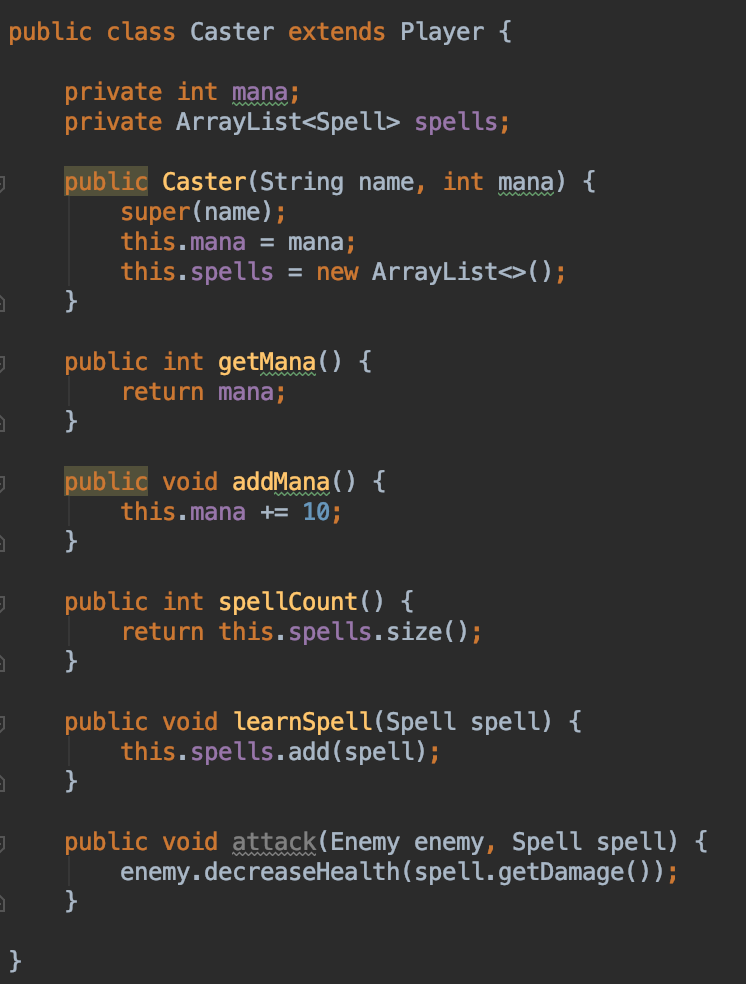 public class Caster extends Player {
private int mana;
private ArrayList<Spell> spells;
public Caster(String name, int mana) {
super(name);
this.mana = mana;
this.spells = new ArrayList<>();
}
public int getMana() {
return mana;
}
public void addMana() {
this.mana += 10;
}
public int spellCount() {
return this.spells.size();
}
public void learnSpell(Spell spell) {
this.spells.add(spell);
}
public void attack(Enemy enemy, Spell spell) {
enemy.decreaseHealth(spell.getDamage());
}
}